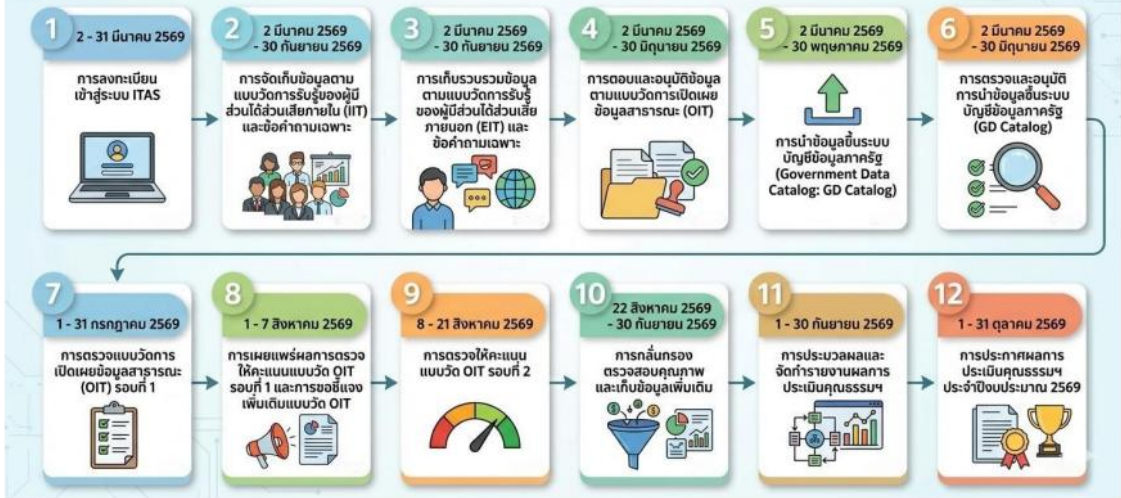 1
2 - 31 มีนาคม 2569
การลงทะเบียน
เข้าสู่ระบบ ITAS
2
2 มีนาคม 2569
- 30 กันยายน 2569
การจัดเก็บข้อมูลตาม
แบบวัดการรับรู้ของผู้มี
ส่วนได้ส่วนเสียภายใน (IIT)
และข้อคำถามเฉพาะ
3
2 มีนาคม 2569
- 30 กันยายน 2569
การเก็บรวบรวมข้อมูล
ตามแบบวัดการรับรู้
ของผู้มีส่วนได้ส่วนเสีย
ภายนอก (EIT) และ
ข้อคำถามเฉพาะ
4
2 มีนาคม 2569
- 30 มิถุนายน 2569
การตอบและอนุมัติข้อมูล
ตามแบบวัดการเปิดเผย
ข้อมูลสาธารณะ (OIT)
5
2 มีนาคม 2569
- 30 พฤษภาคม 2569
การนำข้อมูลขึ้นระบบ
บัญชีข้อมูลภาครัฐ
(Government Data
Catalog: GD Catalog)
6
2 มีนาคม 2569
- 30 มิถุนายน 2569
การตรวจและอนุมัติ
การนำข้อมูลขึ้นระบบ
บัญชีข้อมูลภาครัฐ
(GD Catalog)
7
1 - 31 กรกฎาคม 2569
การตรวจแบบวัดการ
เปิดเผยข้อมูลสาธารณะ
(OIT) รอบที่ 1
8
1 - 7 สิงหาคม 2569
การเผยแพร่ผลการตรวจ
ให้คะแนนแบบวัด OIT
รอบที่ 1 และการขอชี้แจง
เพิ่มเติมแบบวัด OIT
9
8 - 21 สิงหาคม 2569
การตรวจให้คะแนน
แบบวัด OIT รอบที่ 2
10
22 สิงหาคม 2569
- 30 กันยายน 2569
การกลั่นกรอง
ตรวจสอบคุณภาพ
และเก็บข้อมูลเพิ่มเติม
11
1 - 30 กันยายน 2569
การประมวลผลและ
จัดทำรายงานผลการ
ประเมินคุณธรรมฯ
12
1 - 31 ตุลาคม 2569
การประกาศผลการ
ประเมินคุณธรรมฯ
ประจำปีงบประมาณ 2569